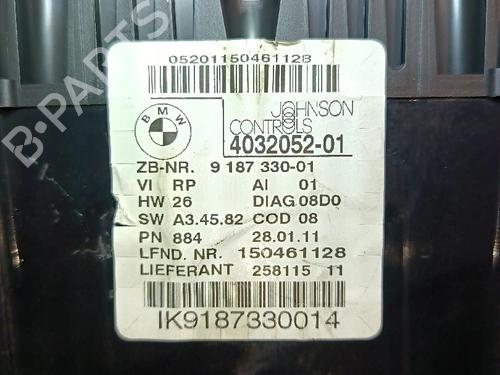 05201150461128
BMW
JOHNSON
CONTROLS
4032052-01
ZB-NR. 9 187 330-01
VI RP AI 01
HW 26 DIAG 08D0
SW A3.45.82 COD 08
PN 884 28.01.11
LFND. NR. 150461128
LIEFERANT 258115 11
IK9187330014
B-PARTS